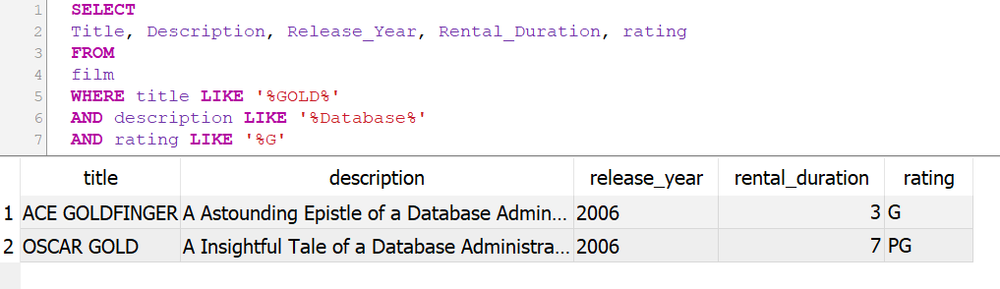 1 SELECT
2 Title, Description, Release_Year, Rental_Duration, rating
3 FROM
4 film
5 WHERE title LIKE '%GOLD%'
6 AND description LIKE '%Database%'
7 AND rating LIKE '%G'
title description release_year rental_duration rating
1 ACE GOLDFINGER A Astounding Epistle of a Database Admin... 2006 3 G
2 OSCAR GOLD A Insightful Tale of a Database Administra... 2006 7 PG